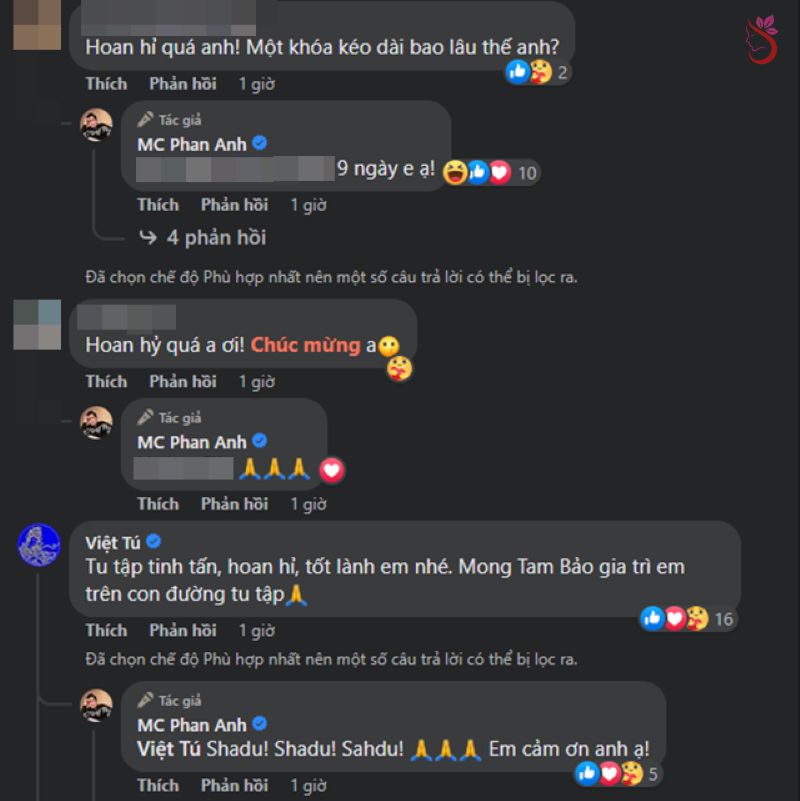 Hoan hỉ quá anh! Một khóa kéo dài bao lâu thế anh?
2
Thích Phản hồi 1 giờ
Tác giả
MC Phan Anh
9 ngày e ạ!
10
Thích Phản hồi 1 giờ
4 phản hồi
Đã chọn chế độ Phù hợp nhất nên một số câu trả lời có thể bị lọc ra.
Hoan hỷ quá a ơi! Chúc mừng a😶
Thích Phản hồi 1 giờ
Tác giả
MC Phan Anh
🙏🙏🙏
Thích Phản hồi 1 giờ
Việt Tú
Tu tập tinh tấn, hoan hỉ, tốt lành em nhé. Mong Tam Bảo gia trì em
trên con đường tu tập🙏
16
Thích Phản hồi 1 giờ
Đã chọn chế độ Phù hợp nhất nên một số câu trả lời có thể bị lọc ra.
Tác giả
MC Phan Anh
Việt Tú Shadu! Shadu! Sahdu! 🙏🙏🙏 Em cảm ơn anh ạ!
5
Thích Phản hồi 1 giờ